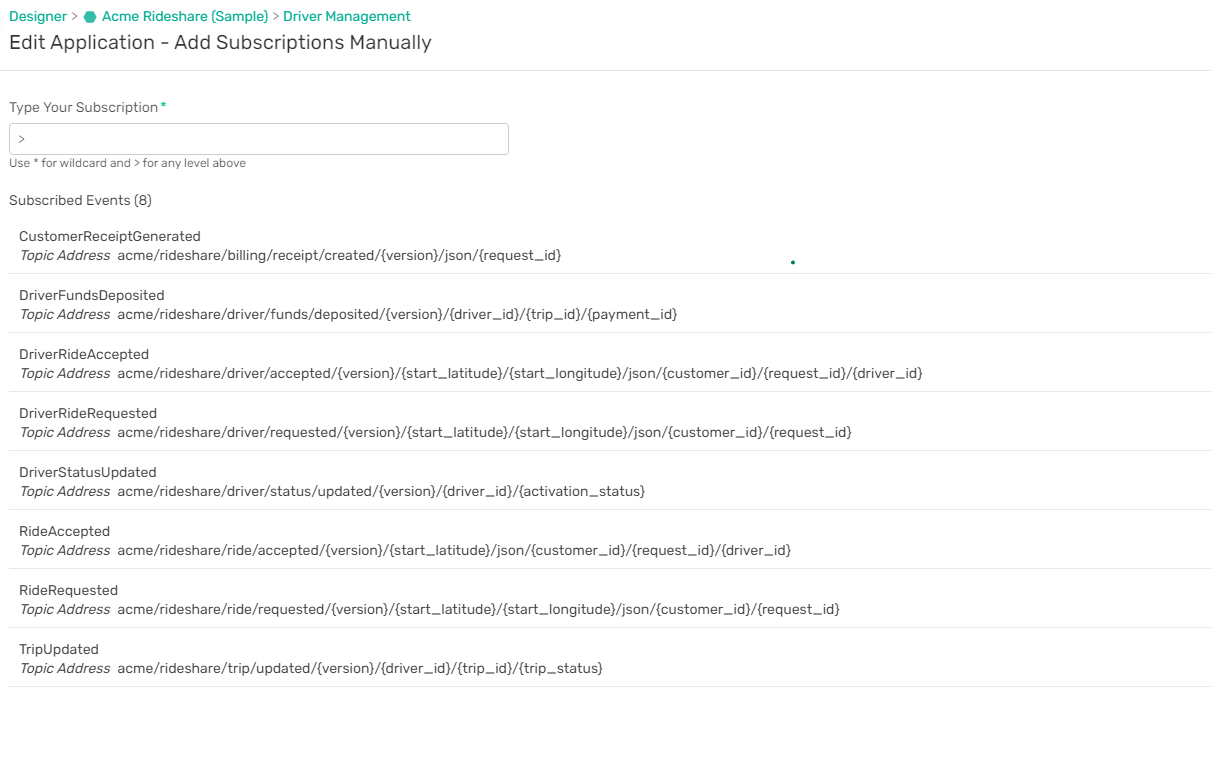 Designer > Acme Rideshare (Sample) > Driver Management
Edit Application - Add Subscriptions Manually
Type Your Subscription *
>
Use * for wildcard and > for any level above
Subscribed Events (8)
CustomerReceiptGenerated
Topic Address acme/rideshare/billing/receipt/created/{version}/json/{request_id}
DriverFundsDeposited
Topic Address acme/rideshare/driver/funds/deposited/{version}/{driver_id}/{trip_id}/{payment_id}
DriverRideAccepted
Topic Address acme/rideshare/driver/accepted/{version}/{start_latitude}/{start_longitude}/json/{customer_id}/{request_id}/{driver_id}
DriverRideRequested
Topic Address acme/rideshare/driver/requested/{version}/{start_latitude}/{start_longitude}/json/{customer_id}/{request_id}
DriverStatusUpdated
Topic Address acme/rideshare/driver/status/updated/{version}/{driver_id}/{activation_status}
RideAccepted
Topic Address acme/rideshare/ride/accepted/{version}/{start_latitude}/json/{customer_id}/{request_id}/{driver_id}
RideRequested
Topic Address acme/rideshare/ride/requested/{version}/{start_latitude}/{start_longitude}/json/{customer_id}/{request_id}
TripUpdated
Topic Address acme/rideshare/trip/updated/{version}/{driver_id}/{trip_id}/{trip_status}